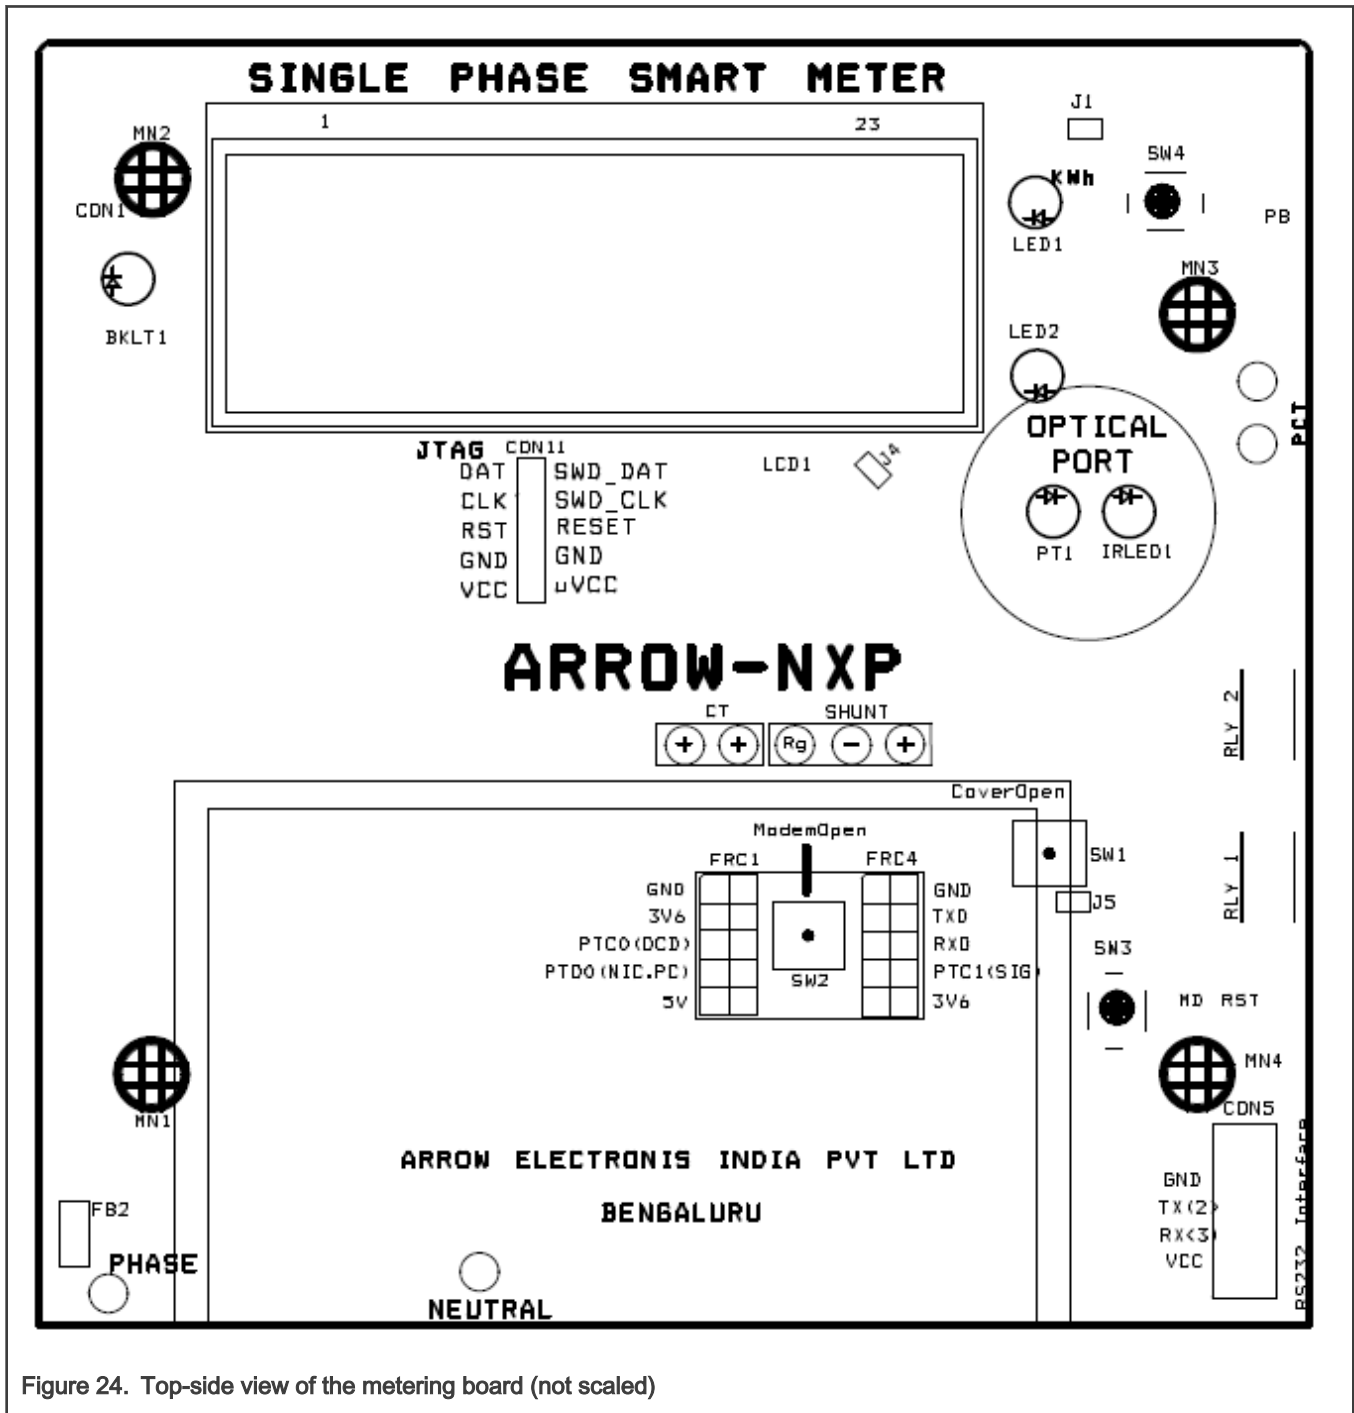 SINGLE PHASE SMART METER
1
23
J1
MN2
SW4
KWh
CON1
PB
LED1
MN3
BKLT1
LED2
PCT
OPTICAL
PORT
JTAG
CON11
LCD1
J4
DAT
SWD_DAT
CLK
SWD_CLK
RST
RESET
GND
GND
VCC
uVCC
PT1
IRLED1
ARROW-NXP
RLY 2
CT
SHUNT
+
+
Rg
-
+
CoverOpen
ModemOpen
SW1
RLY 1
FRC1
FRC4
GND
GND
J5
3V6
TXD
PTC0(DCD)
RXD
SW3
PTD0(NIC.PC)
PTC1(SIG)
SW2
5V
3V6
MD RST
MN4
MN1
CON5
ARROW ELECTRONIS INDIA PVT LTD
GND
TX(2)
RX(3)
VCC
RS232 Interface
FB2
BENGALURU
PHASE
NEUTRAL
Figure 24. Top-side view of the metering board (not scaled)